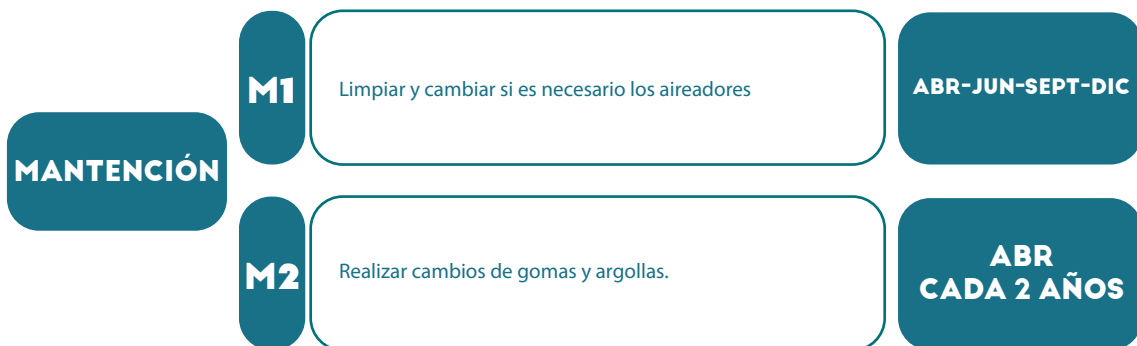 MANTENCIÓN
M1
Limpiar y cambiar si es necesario los aireadores
ABR-JUN-SEPT-DIC
M2
Realizar cambios de gomas y argollas.
ABR
CADA 2 AÑOS